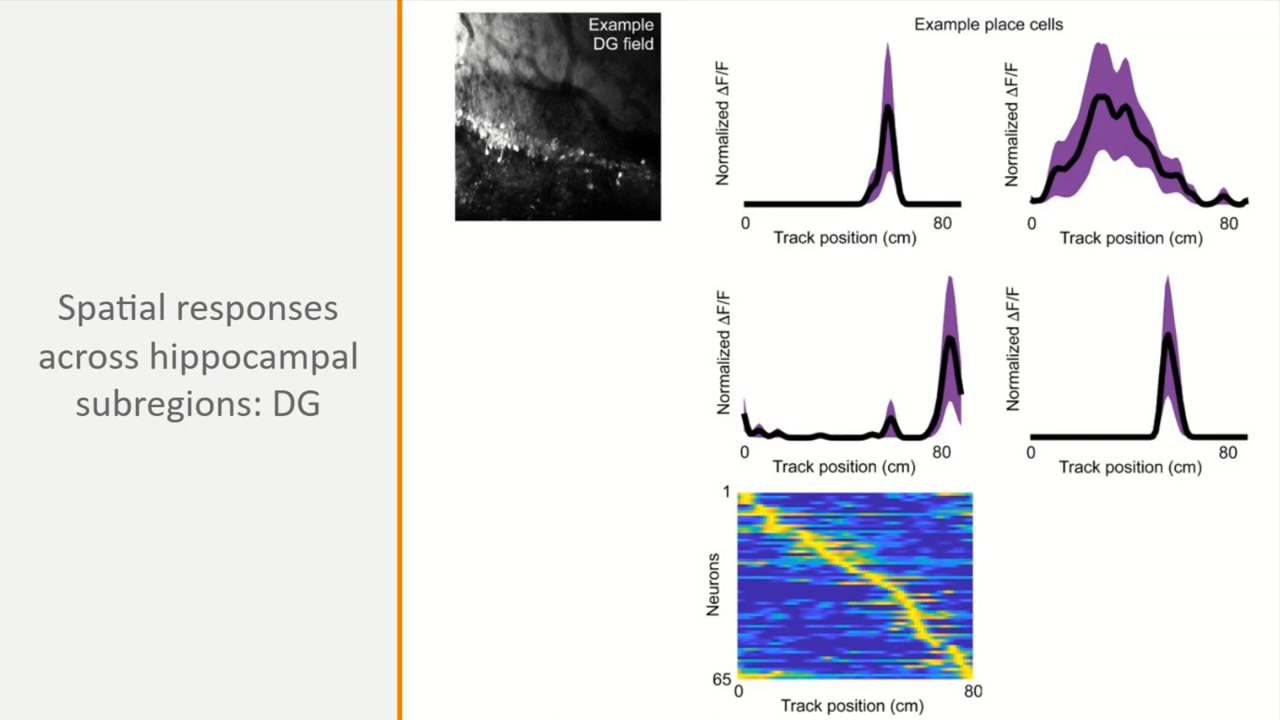 Spatial responses
across hippocampal
subregions: DG
Example
DG field
Example place cells
Normalized ΔF/F
0
80
Track position (cm)
Normalized ΔF/F
0
80
Track position (cm)
Normalized ΔF/F
0
80
Track position (cm)
Normalized ΔF/F
0
80
Track position (cm)
1
Neurons
65
0
80
Track position (cm)